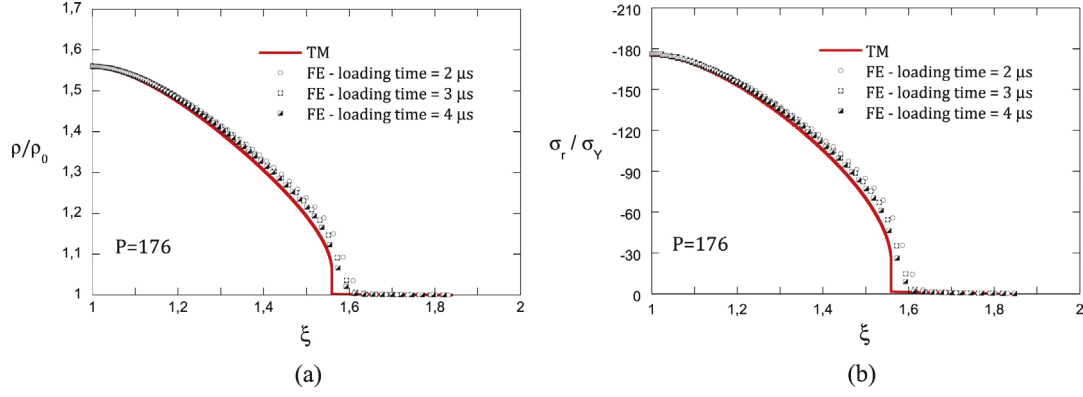 1,7
1,6
1,5
1,4
1,3
1,2
1,1
1
ρ/ρ0
TM
FE - loading time = 2 μs
FE - loading time = 3 μs
FE - loading time = 4 μs
P=176
1 1,2 1,4 1,6 1,8 2
ξ
(a)
-210
-180
-150
-120
-90
-60
-30
0
σr / σY
TM
FE - loading time = 2 μs
FE - loading time = 3 μs
FE - loading time = 4 μs
P=176
1 1,2 1,4 1,6 1,8 2
ξ
(b)